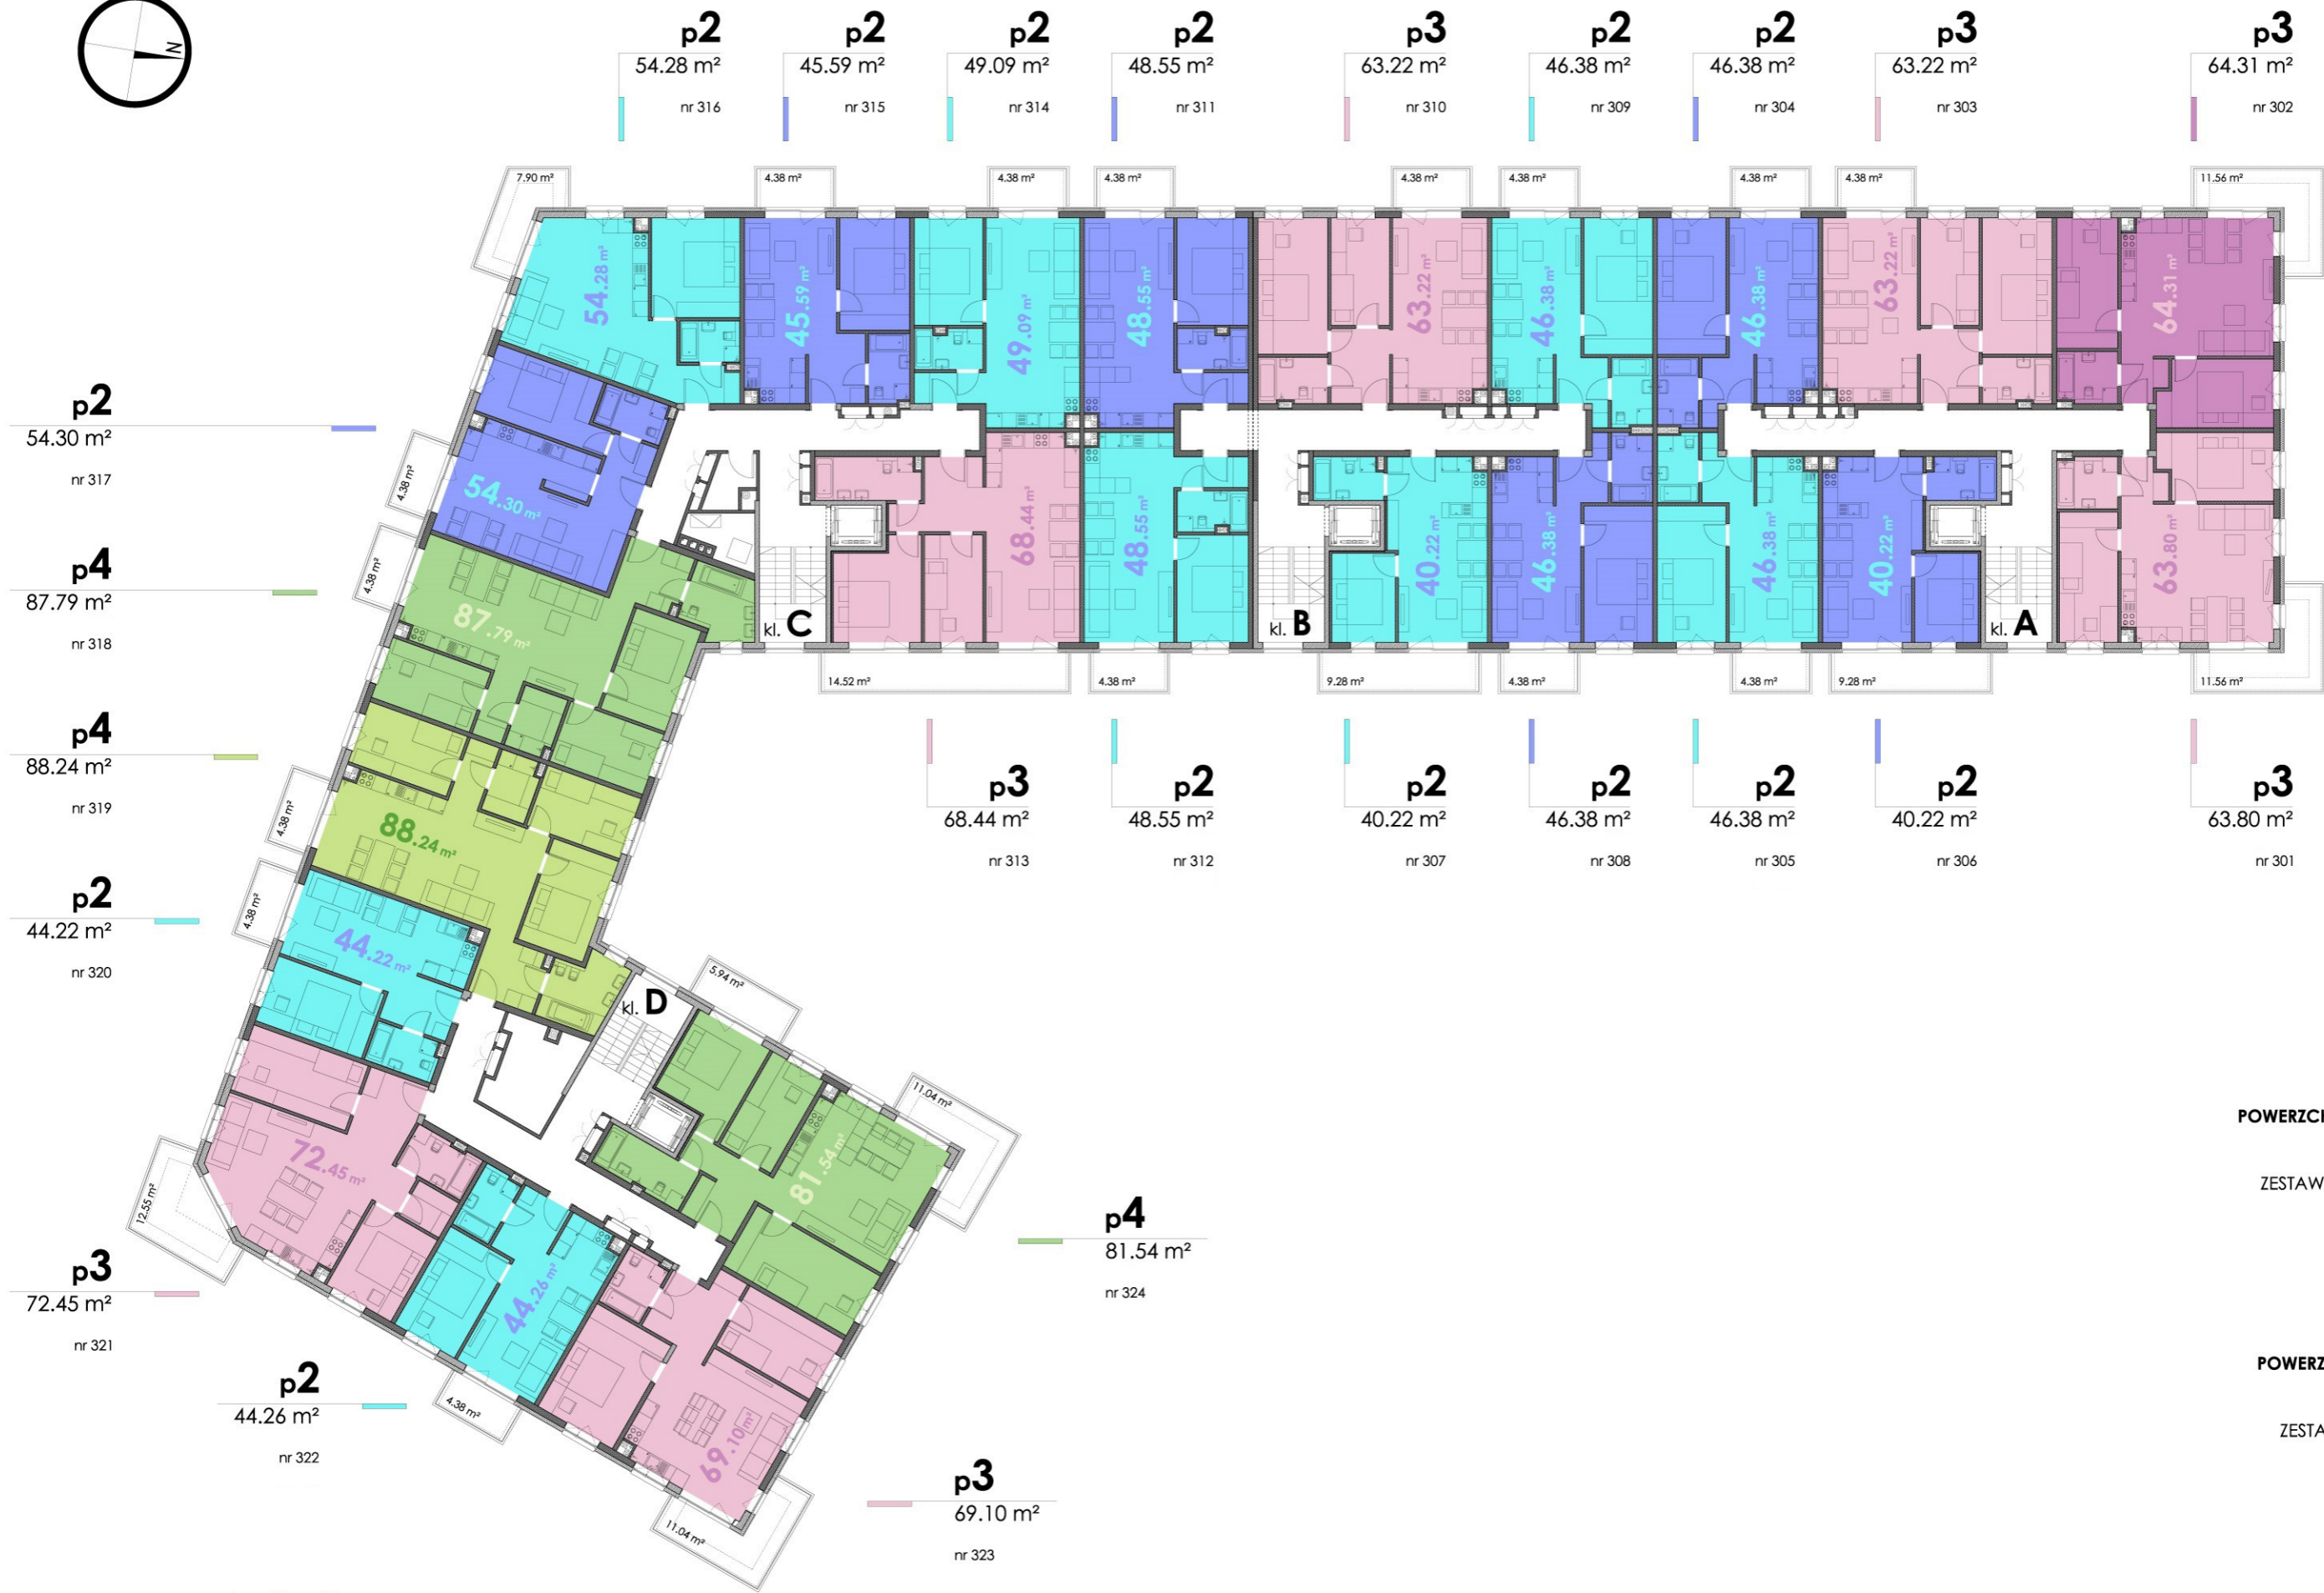 N
p2
54.28 m²
nr 316
p2
45.59 m²
nr 315
p2
49.09 m²
nr 314
p2
48.55 m²
nr 311
p3
63.22 m²
nr 310
p2
46.38 m²
nr 309
p2
46.38 m²
nr 304
p3
63.22 m²
nr 303
p3
64.31 m²
nr 302
7.90 m²
4.38 m²
4.38 m²
4.38 m²
4.38 m²
4.38 m²
4.38 m²
4.38 m²
11.56 m²
54.28 m²
45.59 m²
49.09 m²
48.55 m²
63.22 m²
46.38 m²
46.38 m²
63.22 m²
64.31 m²
p2
54.30 m²
nr 317
4.38 m²
54.30 m²
68.44 m²
48.55 m²
40.22 m²
46.38 m²
46.38 m²
40.22 m²
63.80 m²
p4
87.79 m²
nr 318
4.38 m²
87.79 m²
kl. C
kl. B
kl. A
14.52 m²
4.38 m²
9.28 m²
4.38 m²
4.38 m²
9.28 m²
11.56 m²
p4
88.24 m²
nr 319
4.38 m²
88.24 m²
p3
68.44 m²
nr 313
p2
48.55 m²
nr 312
p2
40.22 m²
nr 307
p2
46.38 m²
nr 308
p2
46.38 m²
nr 305
p2
40.22 m²
nr 306
p3
63.80 m²
nr 301
p2
44.22 m²
nr 320
4.38 m²
44.22 m²
kl. D
5.94 m²
11.04 m²
81.54 m²
72.45 m²
12.55 m²
POWERZCI
ZESTAW
p4
81.54 m²
nr 324
p3
72.45 m²
nr 321
44.26 m²
p2
44.26 m²
nr 322
4.38 m²
69.10 m²
11.04 m²
p3
69.10 m²
nr 323
POWERZ
ZESTA